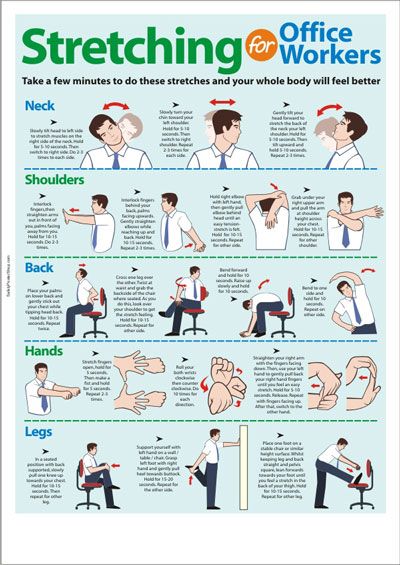 Stretching for Office
Workers
Take a few minutes to do these stretches and your whole body will feel better
Neck
Slowly tilt head to left side
to stretch muscles on the
right side of the neck. Hold
for 5-10 seconds. Then
switch to right side. Do 2-3
times to each side.
Slowly turn your
chin toward your
left shoulder.
Hold for 5-10
seconds. Then
switch to right
shoulder. Repeat
2-3 times for
each side.
Gently tilt your
head forward to
stretch the back of
the neck your left
shoulder. Hold
for 5-10
seconds. Then
tilt upward and
hold 5-10 seconds.
Repeat 2-3 times.
Shoulders
Interlock
fingers, then
straighten arms
out in front of
you, palms facing
away from you.
Hold for 10-15
seconds. Do 2-3
times.
Interlock
fingers behind
your back,
palms facing
upwards.
Gently straighten
elbows while
reaching up and
back. Hold for
10-15 seconds.
Repeat 2-3 times.
Hold right elbow
with left hand,
then gently pull
elbow behind
head until an
easy tension-
stretch is felt.
Hold for 10-15
seconds. Repeat
for other side.
Grab under your
right upper arm
and pull the arm
at shoulder
height across
your chest.
Hold for 10-15
seconds. Repeat
for other
shoulder.
Back
Place your palms
on lower back and
gently stick out
your chest while
tipping head back.
Hold for 10-15
seconds. Repeat
twice.
Cross one leg over
the other. Twist at
waist and grab the
backside of the chair
where seated. As you
do this, look over
your shoulder to get
the stretch feeling.
Hold for 10-15
seconds. Repeat for
other side.
Bend forward
and hold for 10
seconds. Raise up
slowly and hold
for 10 seconds.
Bend to one
side and
hold for 10
seconds.
Repeat on
other side.
Hands
Stretch fingers
open, hold for
5 seconds.
Then make a
fist and hold
for 5 seconds.
Repeat 2-3
times.
Roll your
both wrists
clockwise then
counter clockwise.
Do 10 times for
each direction.
Straighten your right arm
with the fingers facing
down. Then, use your left
hand to gently pull back
your right hand fingers
until you feel an easy
stretch. Hold for 5-10
seconds. Release. Repeat
with fingers facing up.
After that, switch to the
other hand.
Legs
In a seated
position with back
supported, slowly
pull one knee up
towards your chest.
Hold for 10-15
seconds. Then
repeat for other
leg.
Support yourself with
left hand on a wall /
table / chair. Grasp
left foot with right
hand and gently pull
heel towards buttock.
Hold for 15-20
seconds. Repeat for
the other side.
Place one foot on a
stable chair or similar
height surface. Whilst
keeping leg and back
straight and pelvis
square, lean forward
towards your foot until
you feel a stretch in the
back of your thigh. Hold
for 10-15 seconds.
Repeat for other leg.